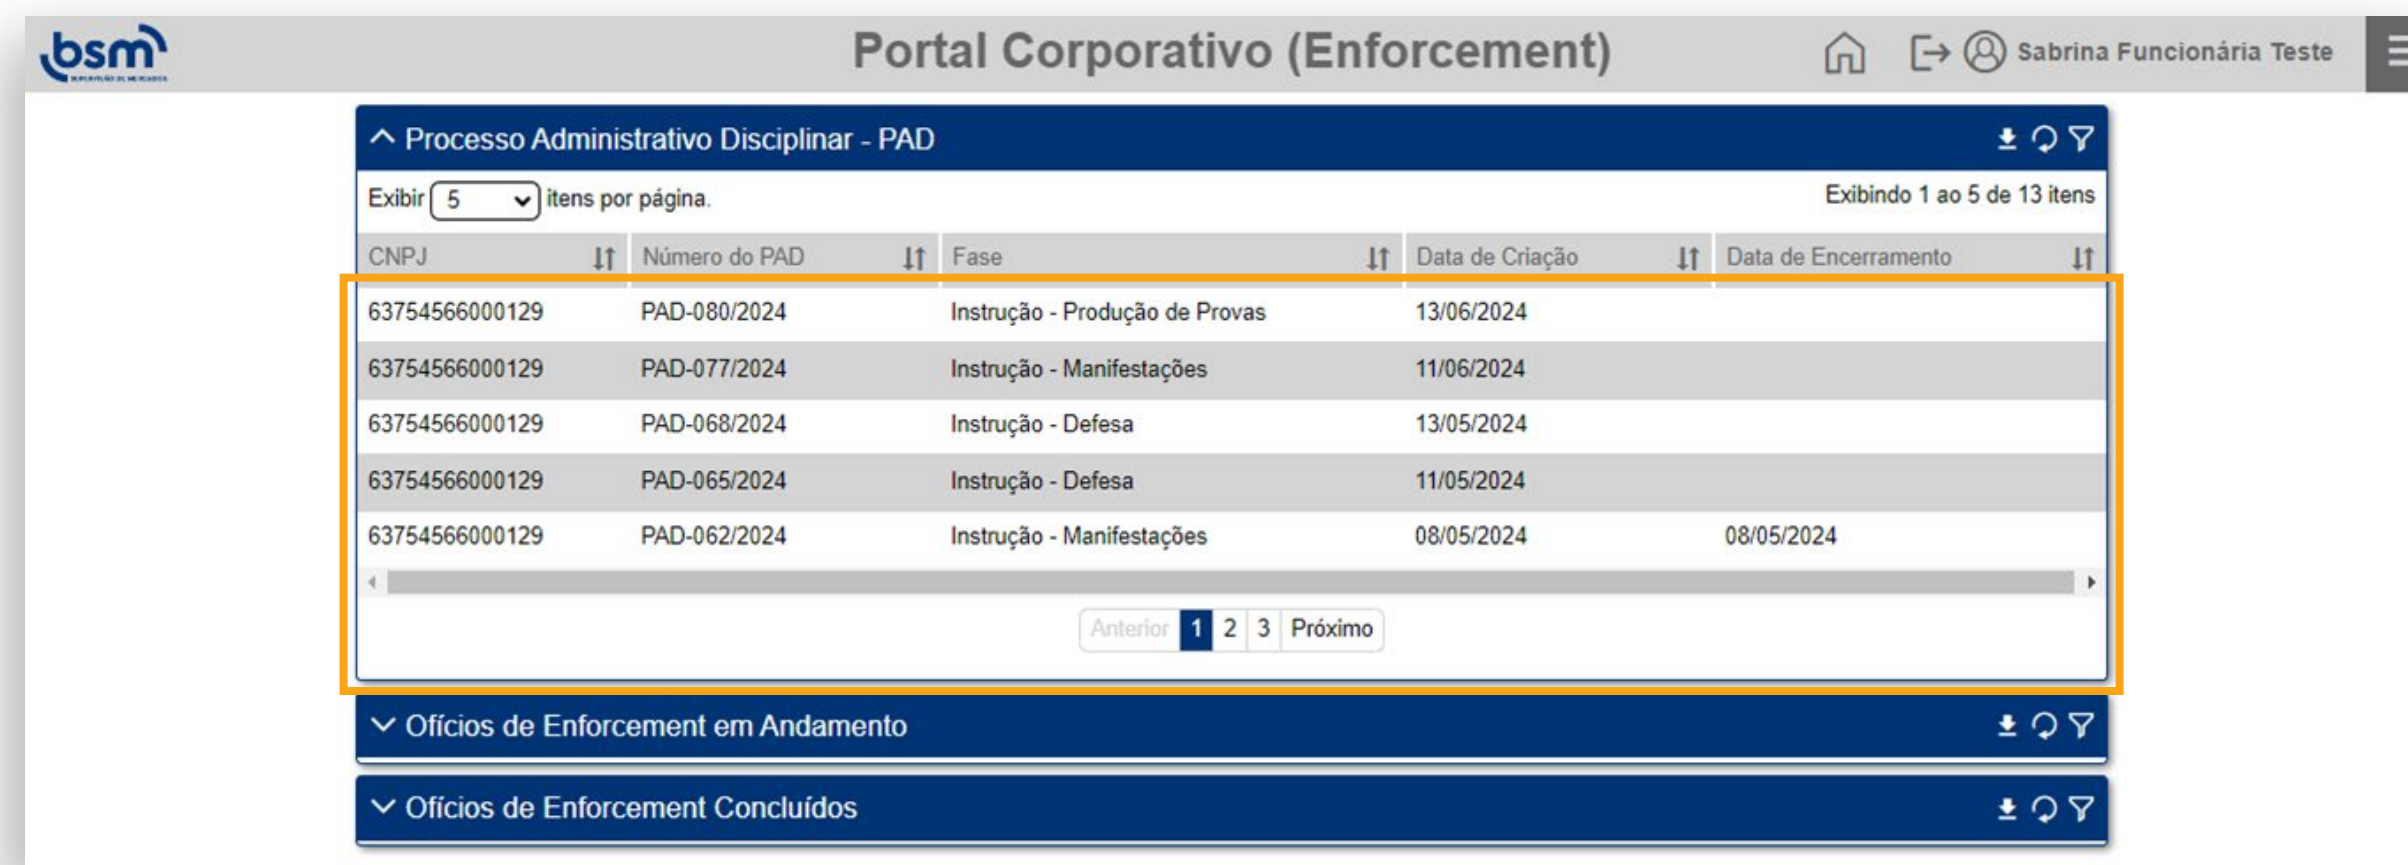 bsm
SUPERVISÃO DE MERCADOS
Portal Corporativo (Enforcement)
Sabrina Funcionária Teste
Processo Administrativo Disciplinar - PAD
Exibir 5 itens por página.
Exibindo 1 ao 5 de 13 itens
CNPJ Número do PAD Fase Data de Criação Data de Encerramento
63754566000129 PAD-080/2024 Instrução - Produção de Provas 13/06/2024
63754566000129 PAD-077/2024 Instrução - Manifestações 11/06/2024
63754566000129 PAD-068/2024 Instrução - Defesa 13/05/2024
63754566000129 PAD-065/2024 Instrução - Defesa 11/05/2024
63754566000129 PAD-062/2024 Instrução - Manifestações 08/05/2024 08/05/2024
Anterior 1 2 3 Próximo
Ofícios de Enforcement em Andamento
Ofícios de Enforcement Concluídos